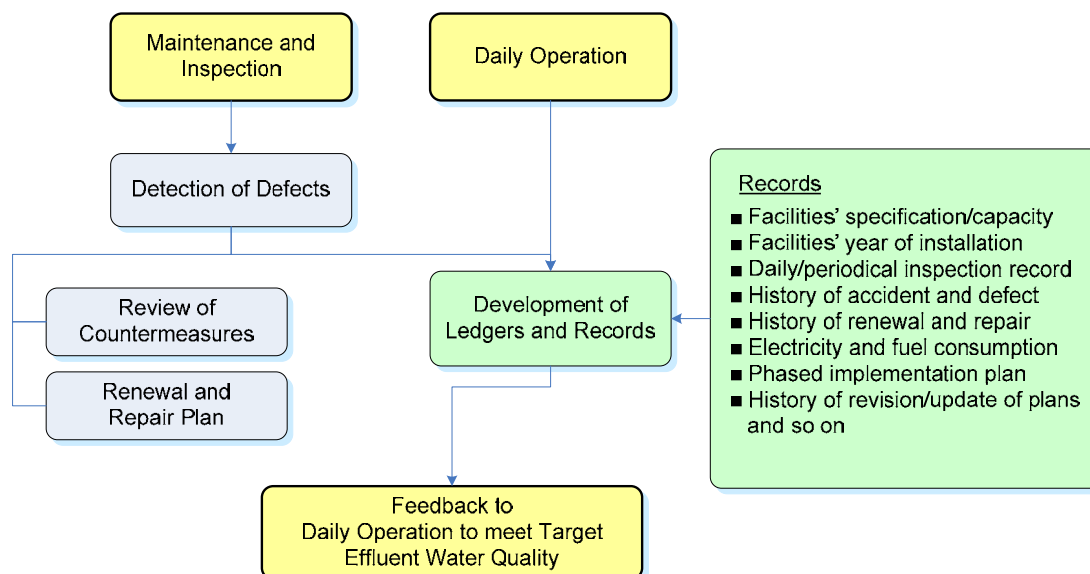 Maintenance and
Inspection
Daily Operation
Detection of Defects
Records
■ Facilities’ specification/capacity
■ Facilities’ year of installation
■ Daily/periodical inspection record
■ History of accident and defect
■ History of renewal and repair
■ Electricity and fuel consumption
■ Phased implementation plan
■ History of revision/update of plans
and so on
Review of
Countermeasures
Development of
Ledgers and Records
Renewal and
Repair Plan
Feedback to
Daily Operation to meet Target
Effluent Water Quality